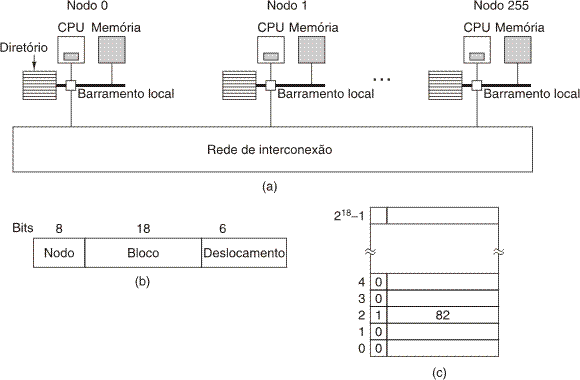 Nodo 0 Nodo 1 Nodo 255
CPU Memória CPU Memória CPU Memória
Diretório
...
Barramento local Barramento local Barramento local
Rede de interconexão
(a)
Bits 8 18 6
Nodo Bloco Deslocamento
(b)
2^18–1
4 0
3 0
2 1 82
1 0
0 0
(c)